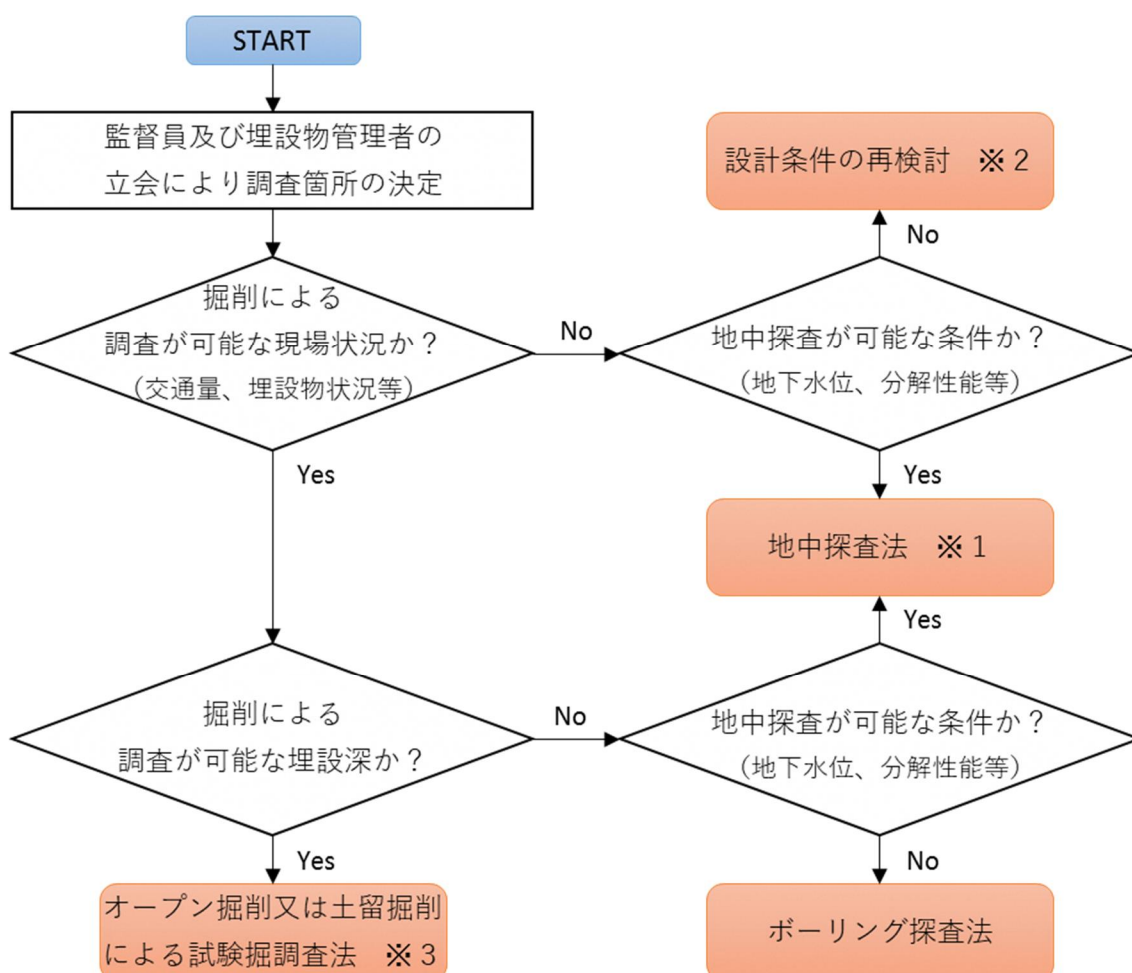 START
監督員及び埋設物管理者の
立会により調査箇所の決定
設計条件の再検討　※２
No
掘削による
調査が可能な現場状況か？
（交通量、埋設物状況等）
No
地中探査が可能な条件か？
（地下水位、分解性能等）
Yes
Yes
地中探査法　※１
Yes
掘削による
調査が可能な埋設深か？
No
地中探査が可能な条件か？
（地下水位、分解性能等）
Yes
No
オープン掘削又は土留掘削
による試験掘調査法　※３
ボーリング探査法